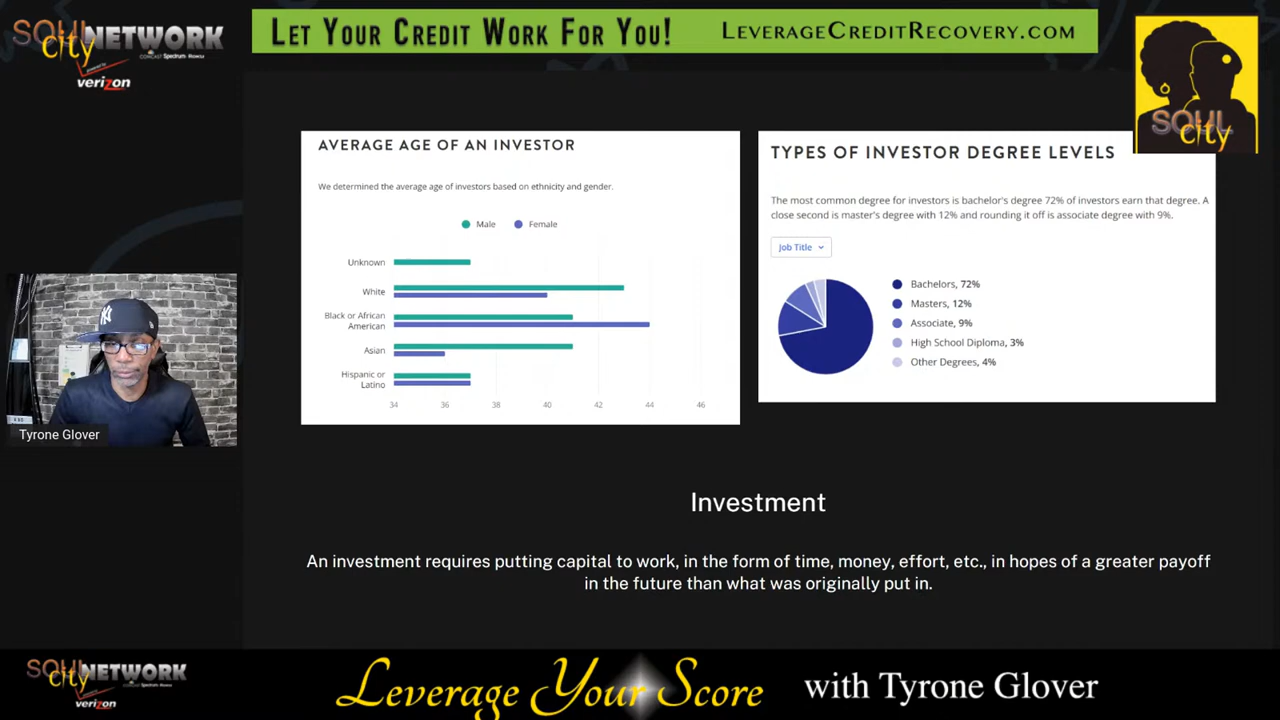 SOUL city NETWORK
powered by
COMCAST Spectrum
verizon
LET YOUR CREDIT WORK FOR YOU!
LEVERAGECREDITRECOVERY.COM
SOUL
city
AVERAGE AGE OF AN INVESTOR
We determined the average age of investors based on ethnicity and gender.
Male Female
Unknown
White
Black or African
American
Asian
Hispanic or
Latino
34 36 38 40 42 44 46
TYPES OF INVESTOR DEGREE LEVELS
The most common degree for investors is bachelor's degree 72% of investors earn that degree. A
close second is master's degree with 12% and rounding it off is associate degree with 9%.
Job Title
Bachelors, 72%
Masters, 12%
Associate, 9%
High School Diploma, 3%
Other Degrees, 4%
Tyrone Glover
Investment
An investment requires putting capital to work, in the form of time, money, effort, etc., in hopes of a greater payoff
in the future than what was originally put in.
SOUL city NETWORK
verizon
Leverage Your Score with Tyrone Glover